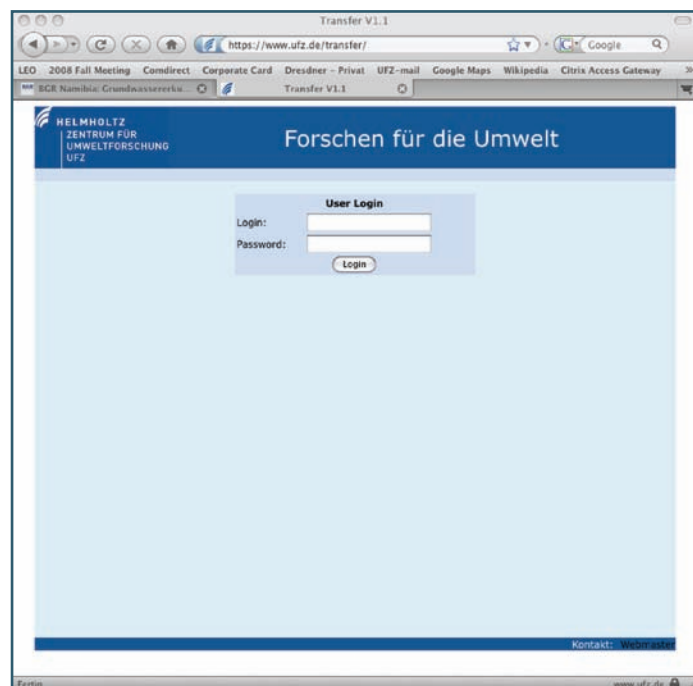 Transfer V1.1
https://www.ufz.de/transfer/
Google
LEO 2008 Fall Meeting Comdirect Corporate Card Dresdner - Privat UFZ-mail Google Maps Wikipedia Citrix Access Gateway »
BGR Namibia: Grundwassererku... Transfer V1.1
HELMHOLTZ
ZENTRUM FÜR
UMWELTFORSCHUNG
UFZ
Forschen für die Umwelt
User Login
Login:
Password:
Login
Kontakt: Webmaster
Fertig www.ufz.de